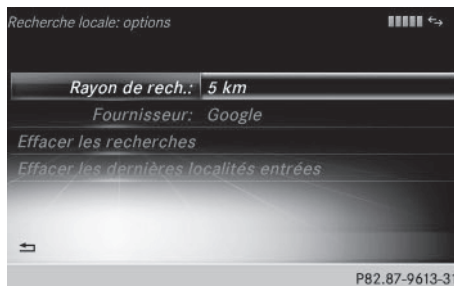 Recherche locale: options
Rayon de rech.: 5 km
Fournisseur: Google
Effacer les recherches
Effacer les dernières localités entrées
P82.87-9613-31